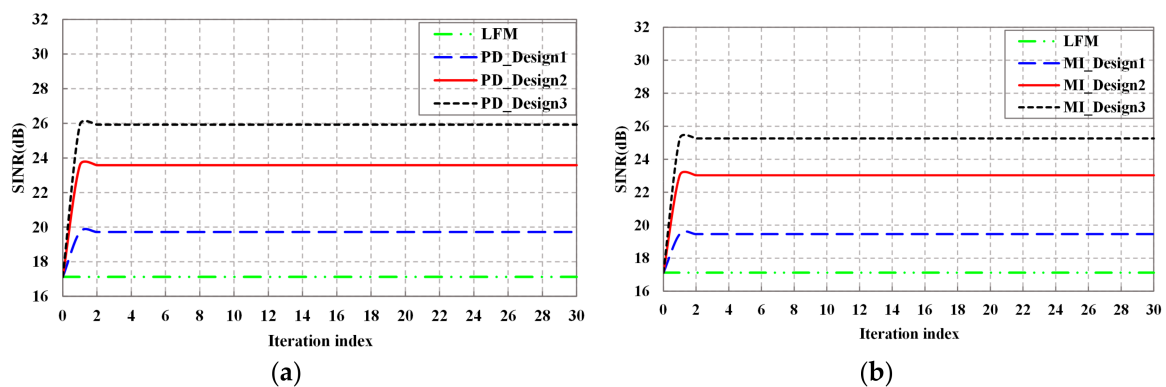 32
30
28
26
24
22
20
18
16
SINR(dB)
LFM
PD_Design1
PD_Design2
PD_Design3
0 1 2 4 6 8 10 12 14 16 18 20 22 24 26 28 30
Iteration index
(a)
32
30
28
26
24
22
20
18
16
SINR(dB)
LFM
MI_Design1
MI_Design2
MI_Design3
0 1 2 4 6 8 10 12 14 16 18 20 22 24 26 28 30
Iteration index
(b)